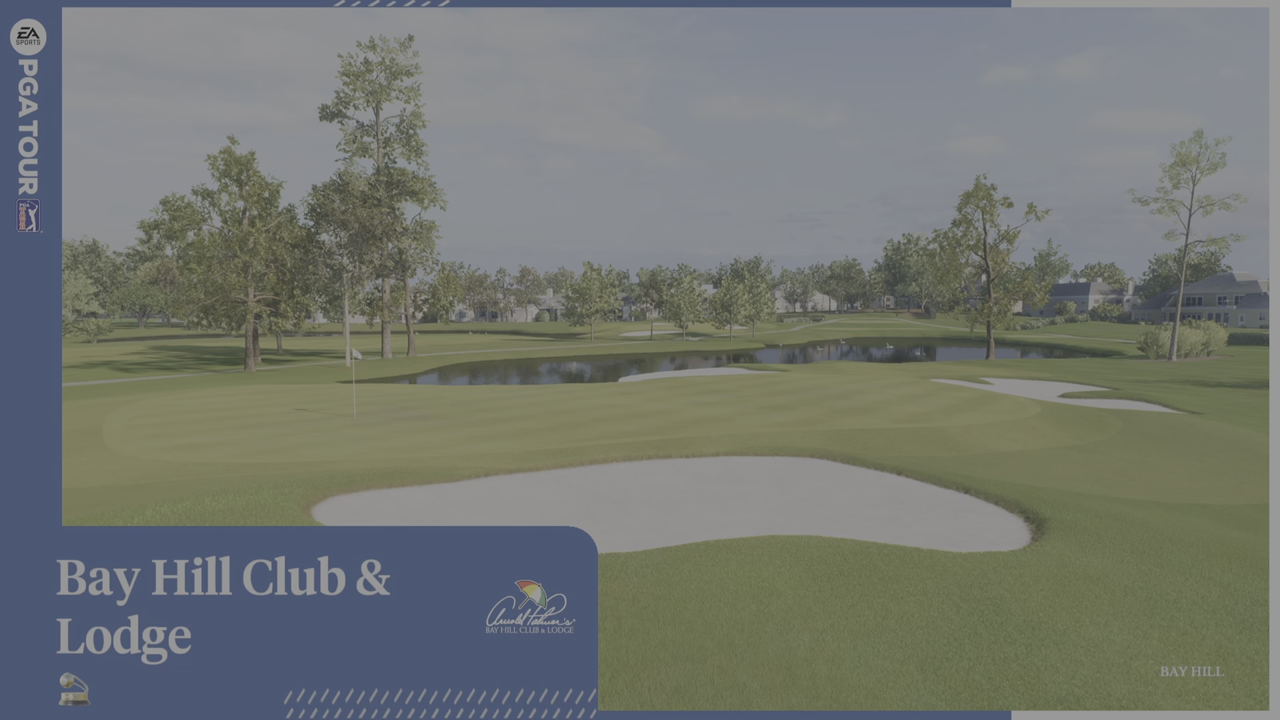 EA
SPORTS
PGA TOUR
Bay Hill Club &
Lodge
Arnold Palmer's
BAY HILL CLUB & LODGE
BAY HILL